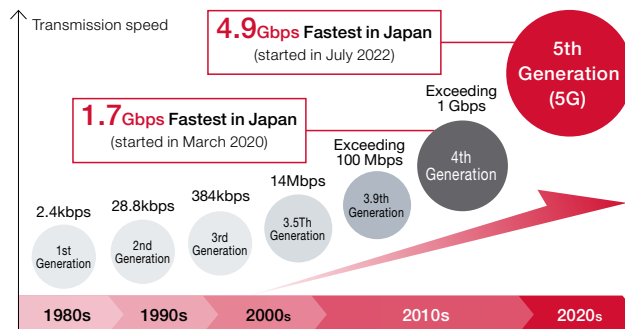 Transmission speed
4.9Gbps Fastest in Japan
(started in July 2022)
5th
Generation
(5G)
1.7Gbps Fastest in Japan
(started in March 2020)
Exceeding
1 Gbps
4th
Generation
Exceeding
100 Mbps
3.9th
Generation
14Mbps
3.5Th
Generation
384kbps
3rd
Generation
28.8kbps
2nd
Generation
2.4kbps
1st
Generation
1980s
1990s
2000s
2010s
2020s